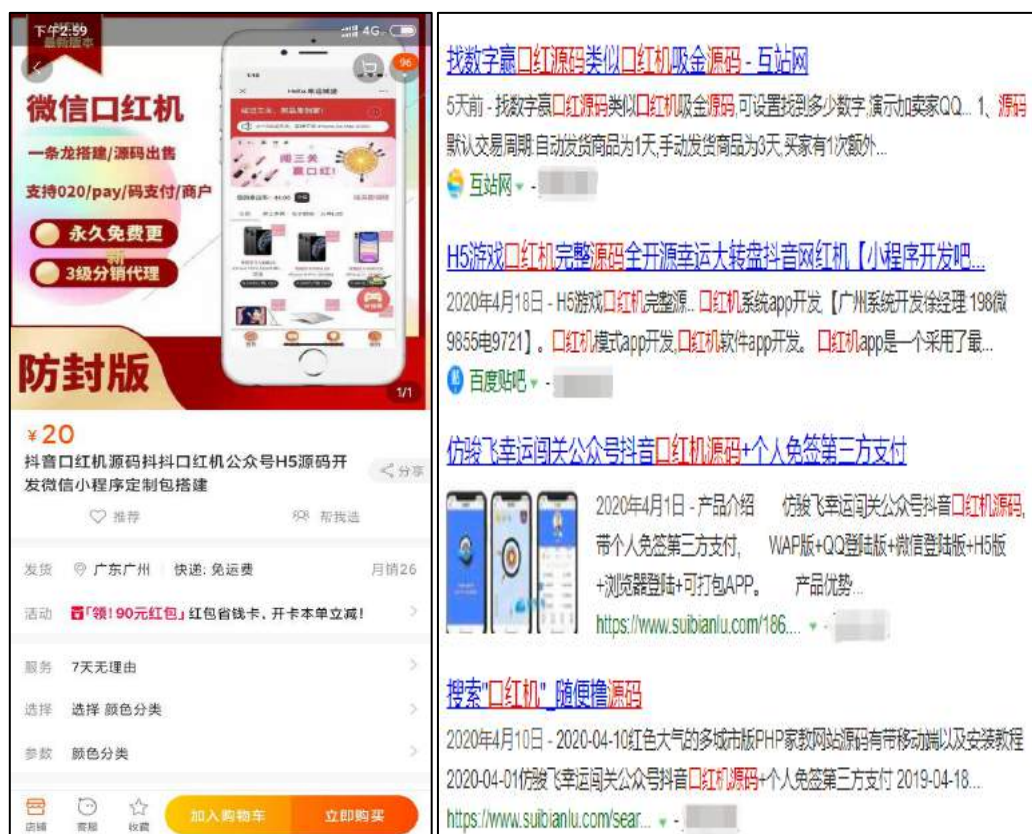 下午2:59
4G
最新版本
96
微信口红机
一条龙搭建/源码出售
支持020/pay/码支付/商户
永久免费更
新
3级分销代理
闯三关
赢口红!
防封版
1/1
¥20
抖音口红机源码抖抖口红机公众号H5源码开
发微信小程序定制包搭建
分享
推荐
帮我选
发货 广东广州 快递: 免运费 月销26
活动 「领!90元红包」红包省钱卡、开卡本单立减!
服务 7天无理由
选择 选择 颜色分类
参数 颜色分类
店铺 客服 收藏 加入购物车 立即购买
找数字赢口红源码类似口红机吸金源码 - 互站网
5天前 - 找数字赢口红源码类似口红机吸金源码,可设置找到多少数字,演示加卖家QQ... 1、源码
默认交易周期:自动发货商品为1天,手动发货商品为3天,买家有1次额外...
互站网 -
H5游戏口红机完整源码全开源幸运大转盘抖音网红机【小程序开发吧...
2020年4月18日 - H5游戏口红机完整源.. 口红机系统app开发,【广州系统开发徐经理:198微
9855电9721】。口红机模式app开发,口红机软件app开发。 口红机app是一个采用了最...
百度贴吧 -
仿骏飞幸运闯关公众号抖音口红机源码+个人免签第三方支付
2020年4月1日 - 产品介绍 仿骏飞幸运闯关公众号抖音口红机源码,
带个人免签第三方支付, WAP版+QQ登陆版+微信登陆版+H5版
+浏览器登陆+可打包APP。 产品优势...
https://www.suibianlu.com/186.... -
搜索"口红机"_随便撸源码
2020年4月10日 - 2020-04-10红色大气的多城市版PHP家教网站源码有带移动端以及安装教程
2020-04-01仿骏飞幸运闯关公众号抖音口红机源码+个人免签第三方支付 2019-04-18...
https://www.suibianlu.com/sear... -